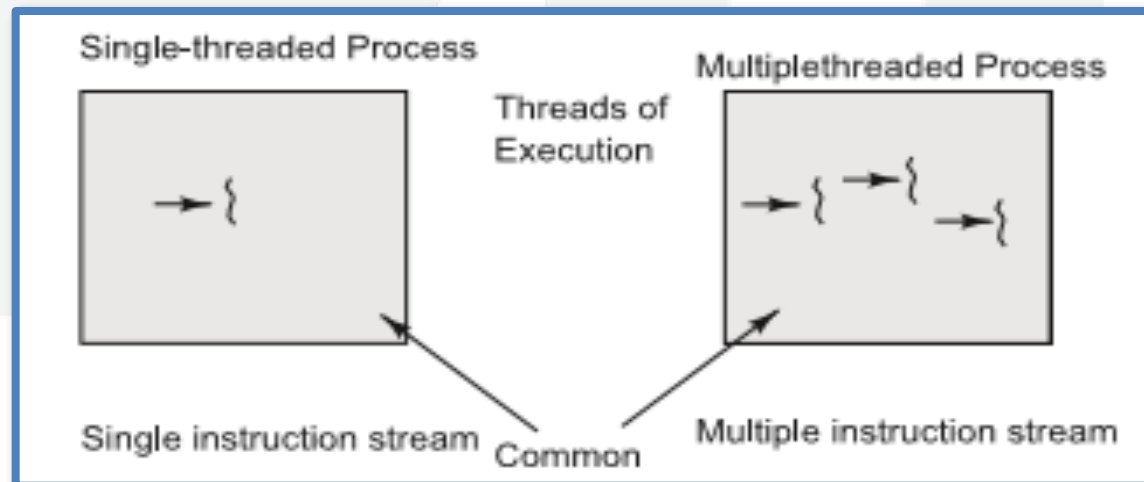 Single-threaded Process
Multiplethreaded Process
Threads of
Execution
Single instruction stream
Common
Multiple instruction stream